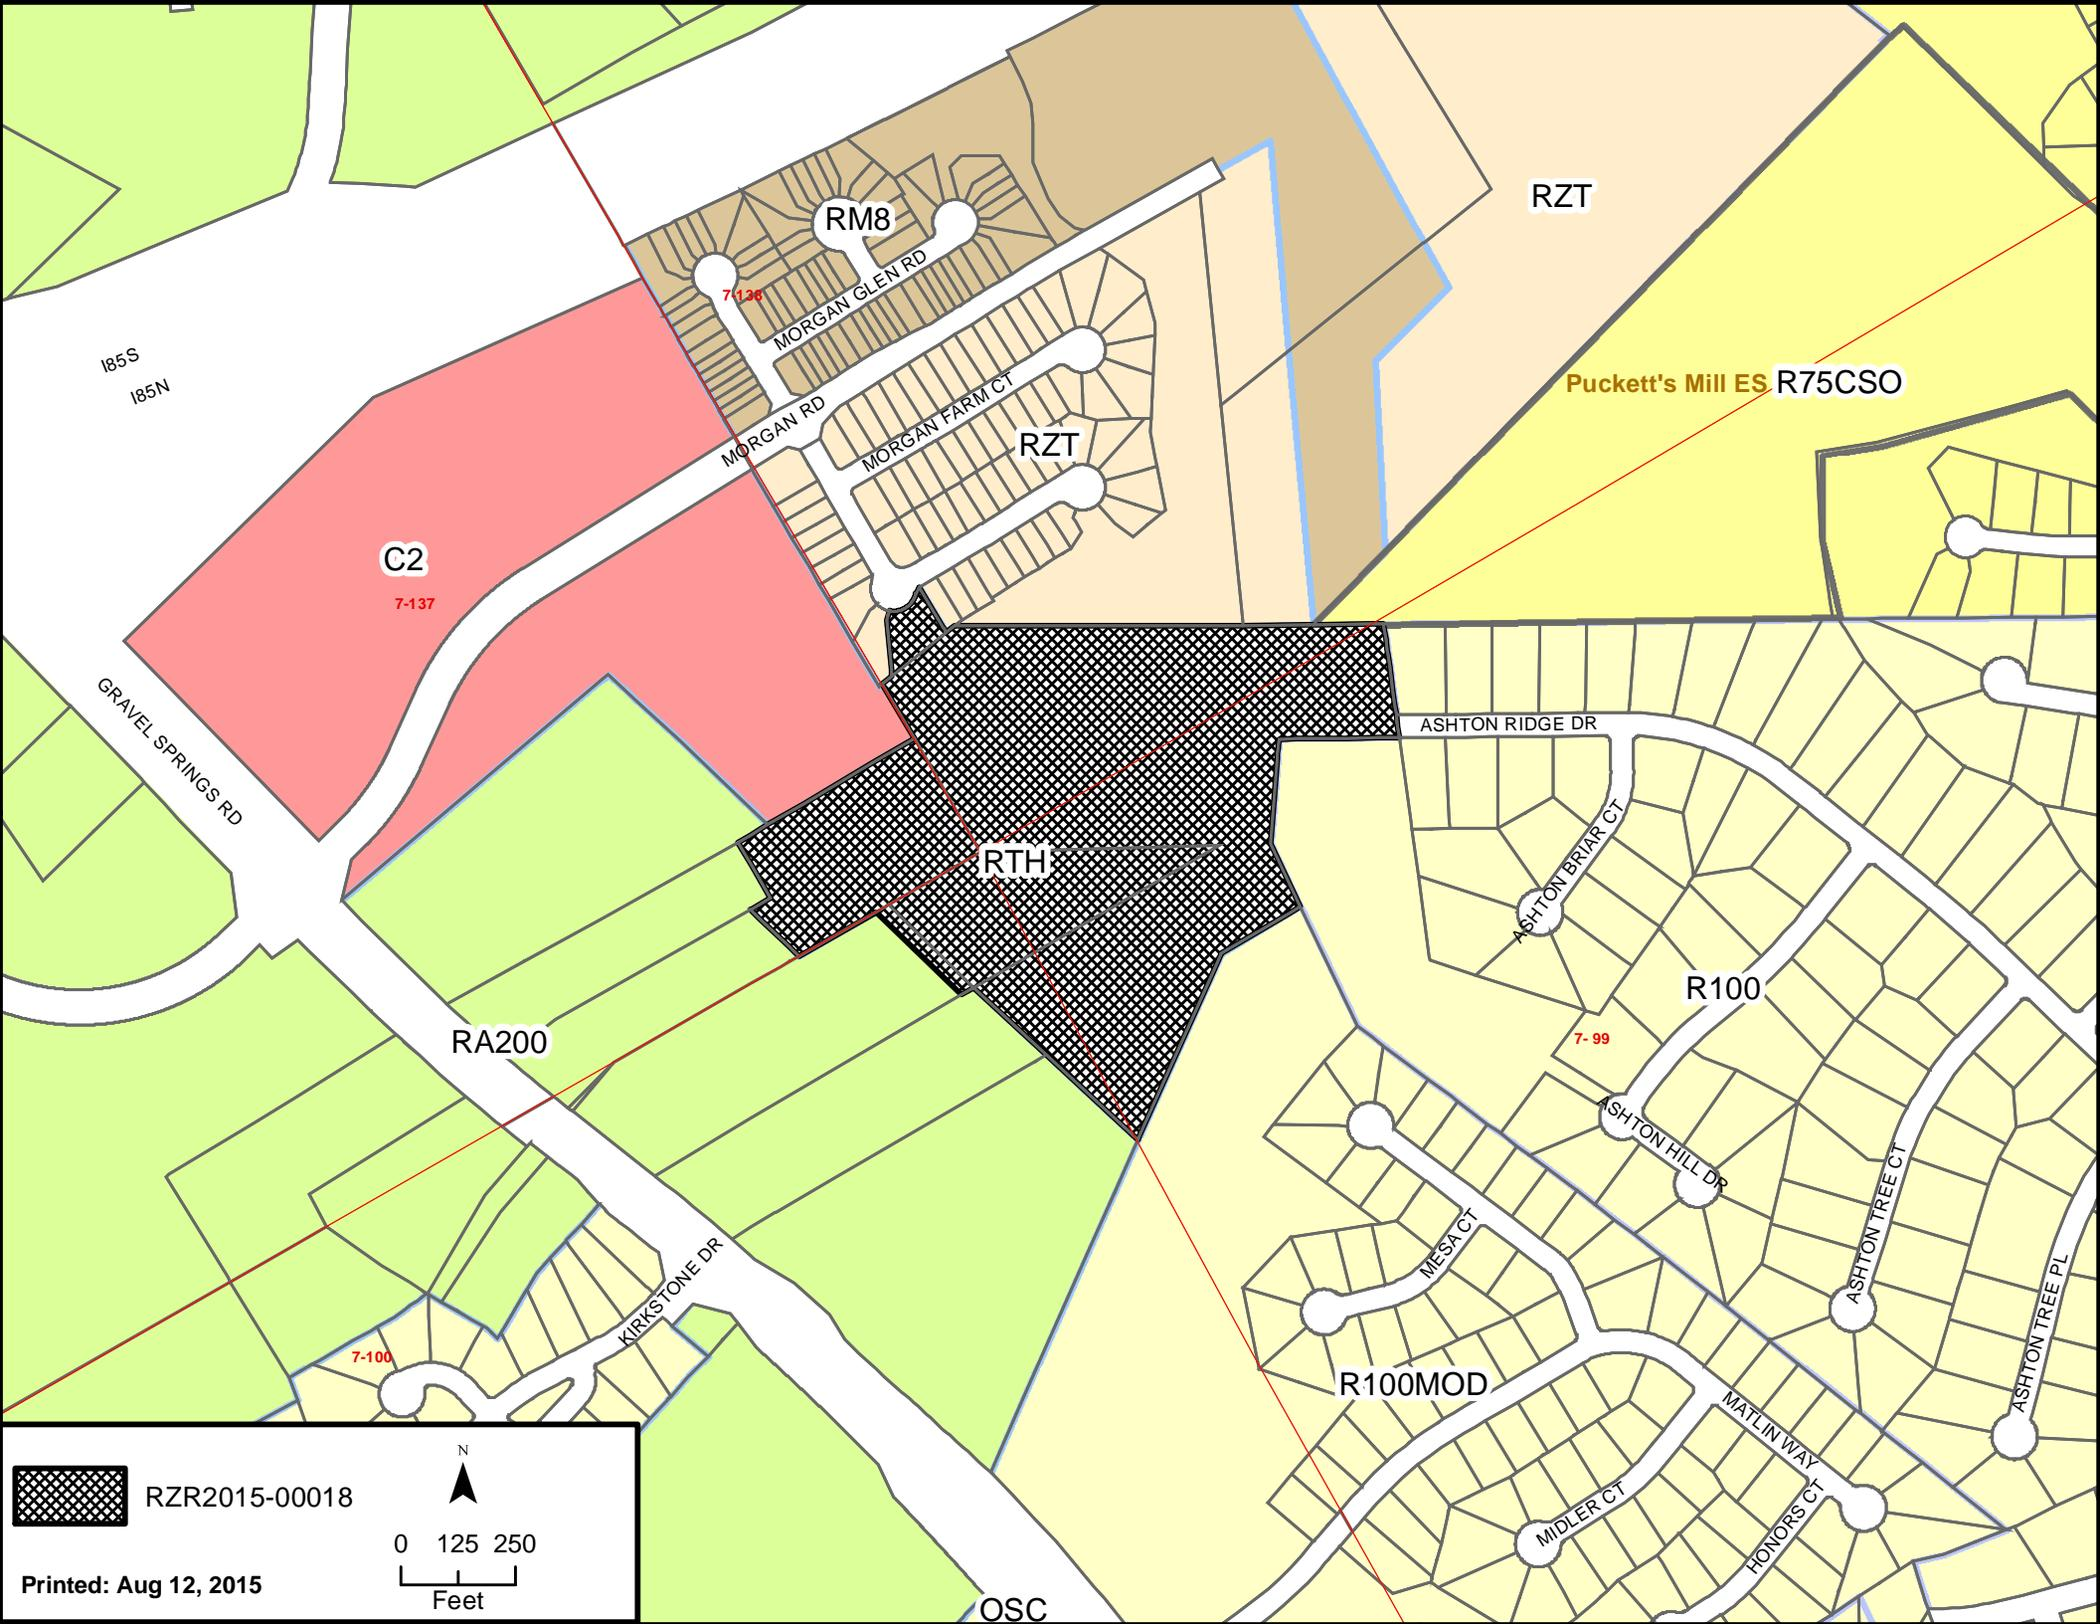 RZT
RM8
7-138
MORGAN GLEN RD
I85S
I85N
Puckett's Mill ES
R75CSO
MORGAN RD
MORGAN FARM CT
RZT
C2
7-137
GRAVEL SPRINGS RD
ASHTON RIDGE DR
ASHTON BRIAR CT
RTH
R100
RA200
7- 99
ASHTON HILL DR
ASHTON TREE CT
MESA CT
KIRKSTONE DR
ASHTON TREE PL
7-100
R100MOD
MATLIN WAY
MIDLER CT
HONORS CT
OSC
N
RZR2015-00018
0 125 250
Feet
Printed: Aug 12, 2015